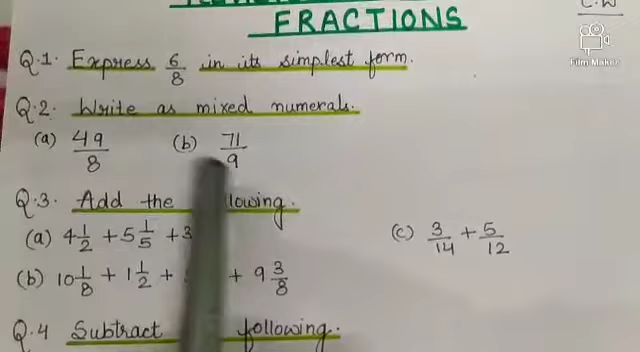 C.W
FRACTIONS
Film Maker
Q.1. Express 6/8 in its simplest form.
Q.2. Write as mixed numerals.
(a) 49/8 (b) 71/9
Q.3. Add the lowing.
(a) 4 1/2 + 5 1/5 + 3
(c) 3/14 + 5/12
(b) 10 1/8 + 1 1/2 + + 9 3/8
Q.4 Subtract following.